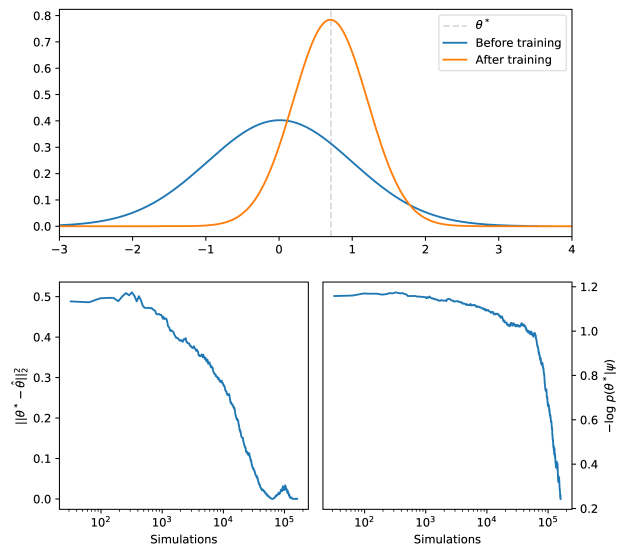 0.8
0.7
0.6
0.5
0.4
0.3
0.2
0.1
0.0
θ*
Before training
After training
−3 −2 −1 0 1 2 3 4
0.5
0.4
0.3
0.2
0.1
0.0
||θ* − θ̂||²₂
10² 10³ 10⁴ 10⁵
Simulations
1.2
1.0
0.8
0.6
0.4
0.2
−log p(θ*|ψ)
10² 10³ 10⁴ 10⁵
Simulations